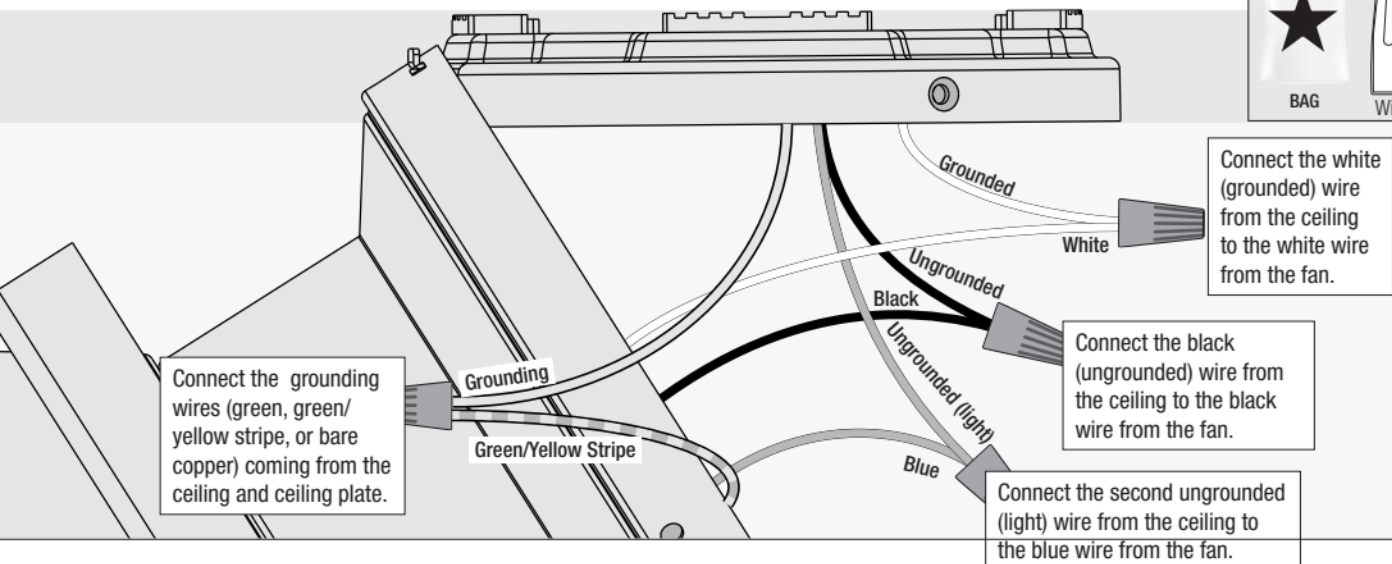 BAG
Grounded
White
Connect the white
(grounded) wire
from the ceiling
to the white wire
from the fan.
Ungrounded
Black
Connect the black
(ungrounded) wire from
the ceiling to the black
wire from the fan.
Ungrounded (light)
Blue
Connect the second ungrounded
(light) wire from the ceiling to
the blue wire from the fan.
Grounding
Green/Yellow Stripe
Connect the grounding
wires (green, green/
yellow stripe, or bare
copper) coming from the
ceiling and ceiling plate.